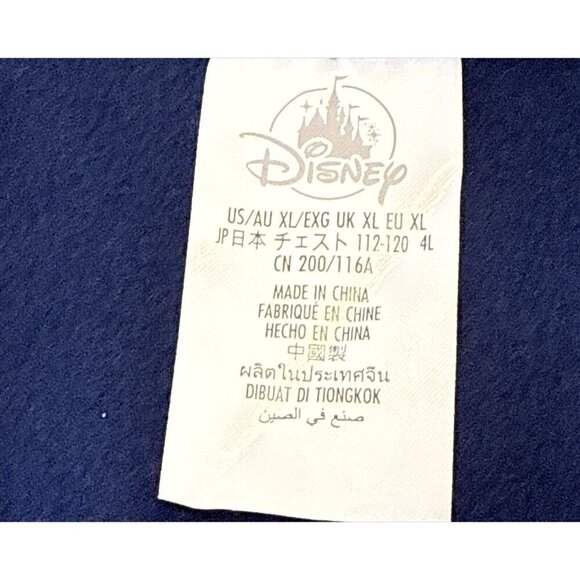 DISNEY
US/AU XL/EXG UK XL EU XL
JP日本 チェスト 112-120 4L
CN 200/116A
MADE IN CHINA
FABRIQUÉ EN CHINE
HECHO EN CHINA
中國製
ผลิตในประเทศจีน
DIBUAT DI TIONGKOK
صنع في الصين